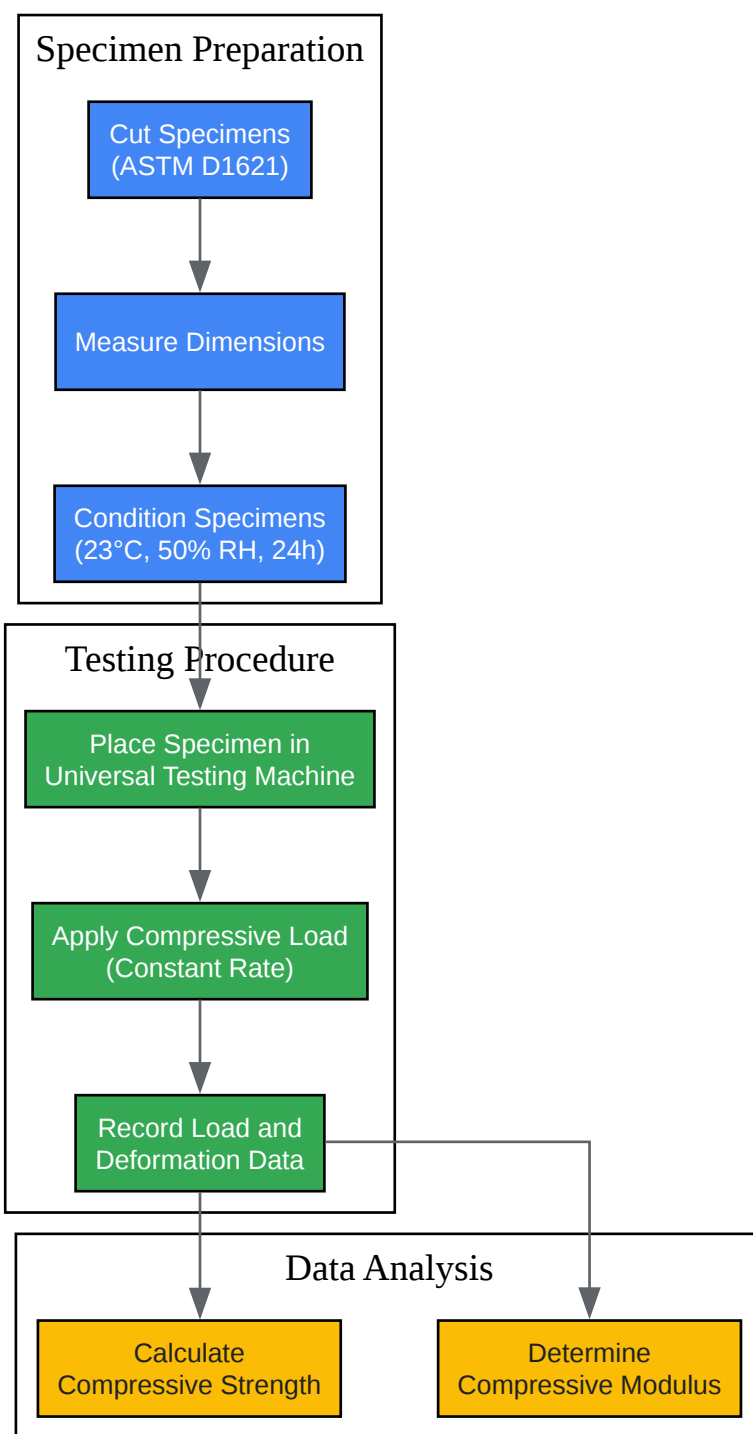 Specimen Preparation
Cut Specimens
(ASTM D1621)
Measure Dimensions
Condition Specimens
(23°C, 50% RH, 24h)
Testing Procedure
Place Specimen in
Universal Testing Machine
Apply Compressive Load
(Constant Rate)
Record Load and
Deformation Data
Data Analysis
Calculate
Compressive Strength
Determine
Compressive Modulus